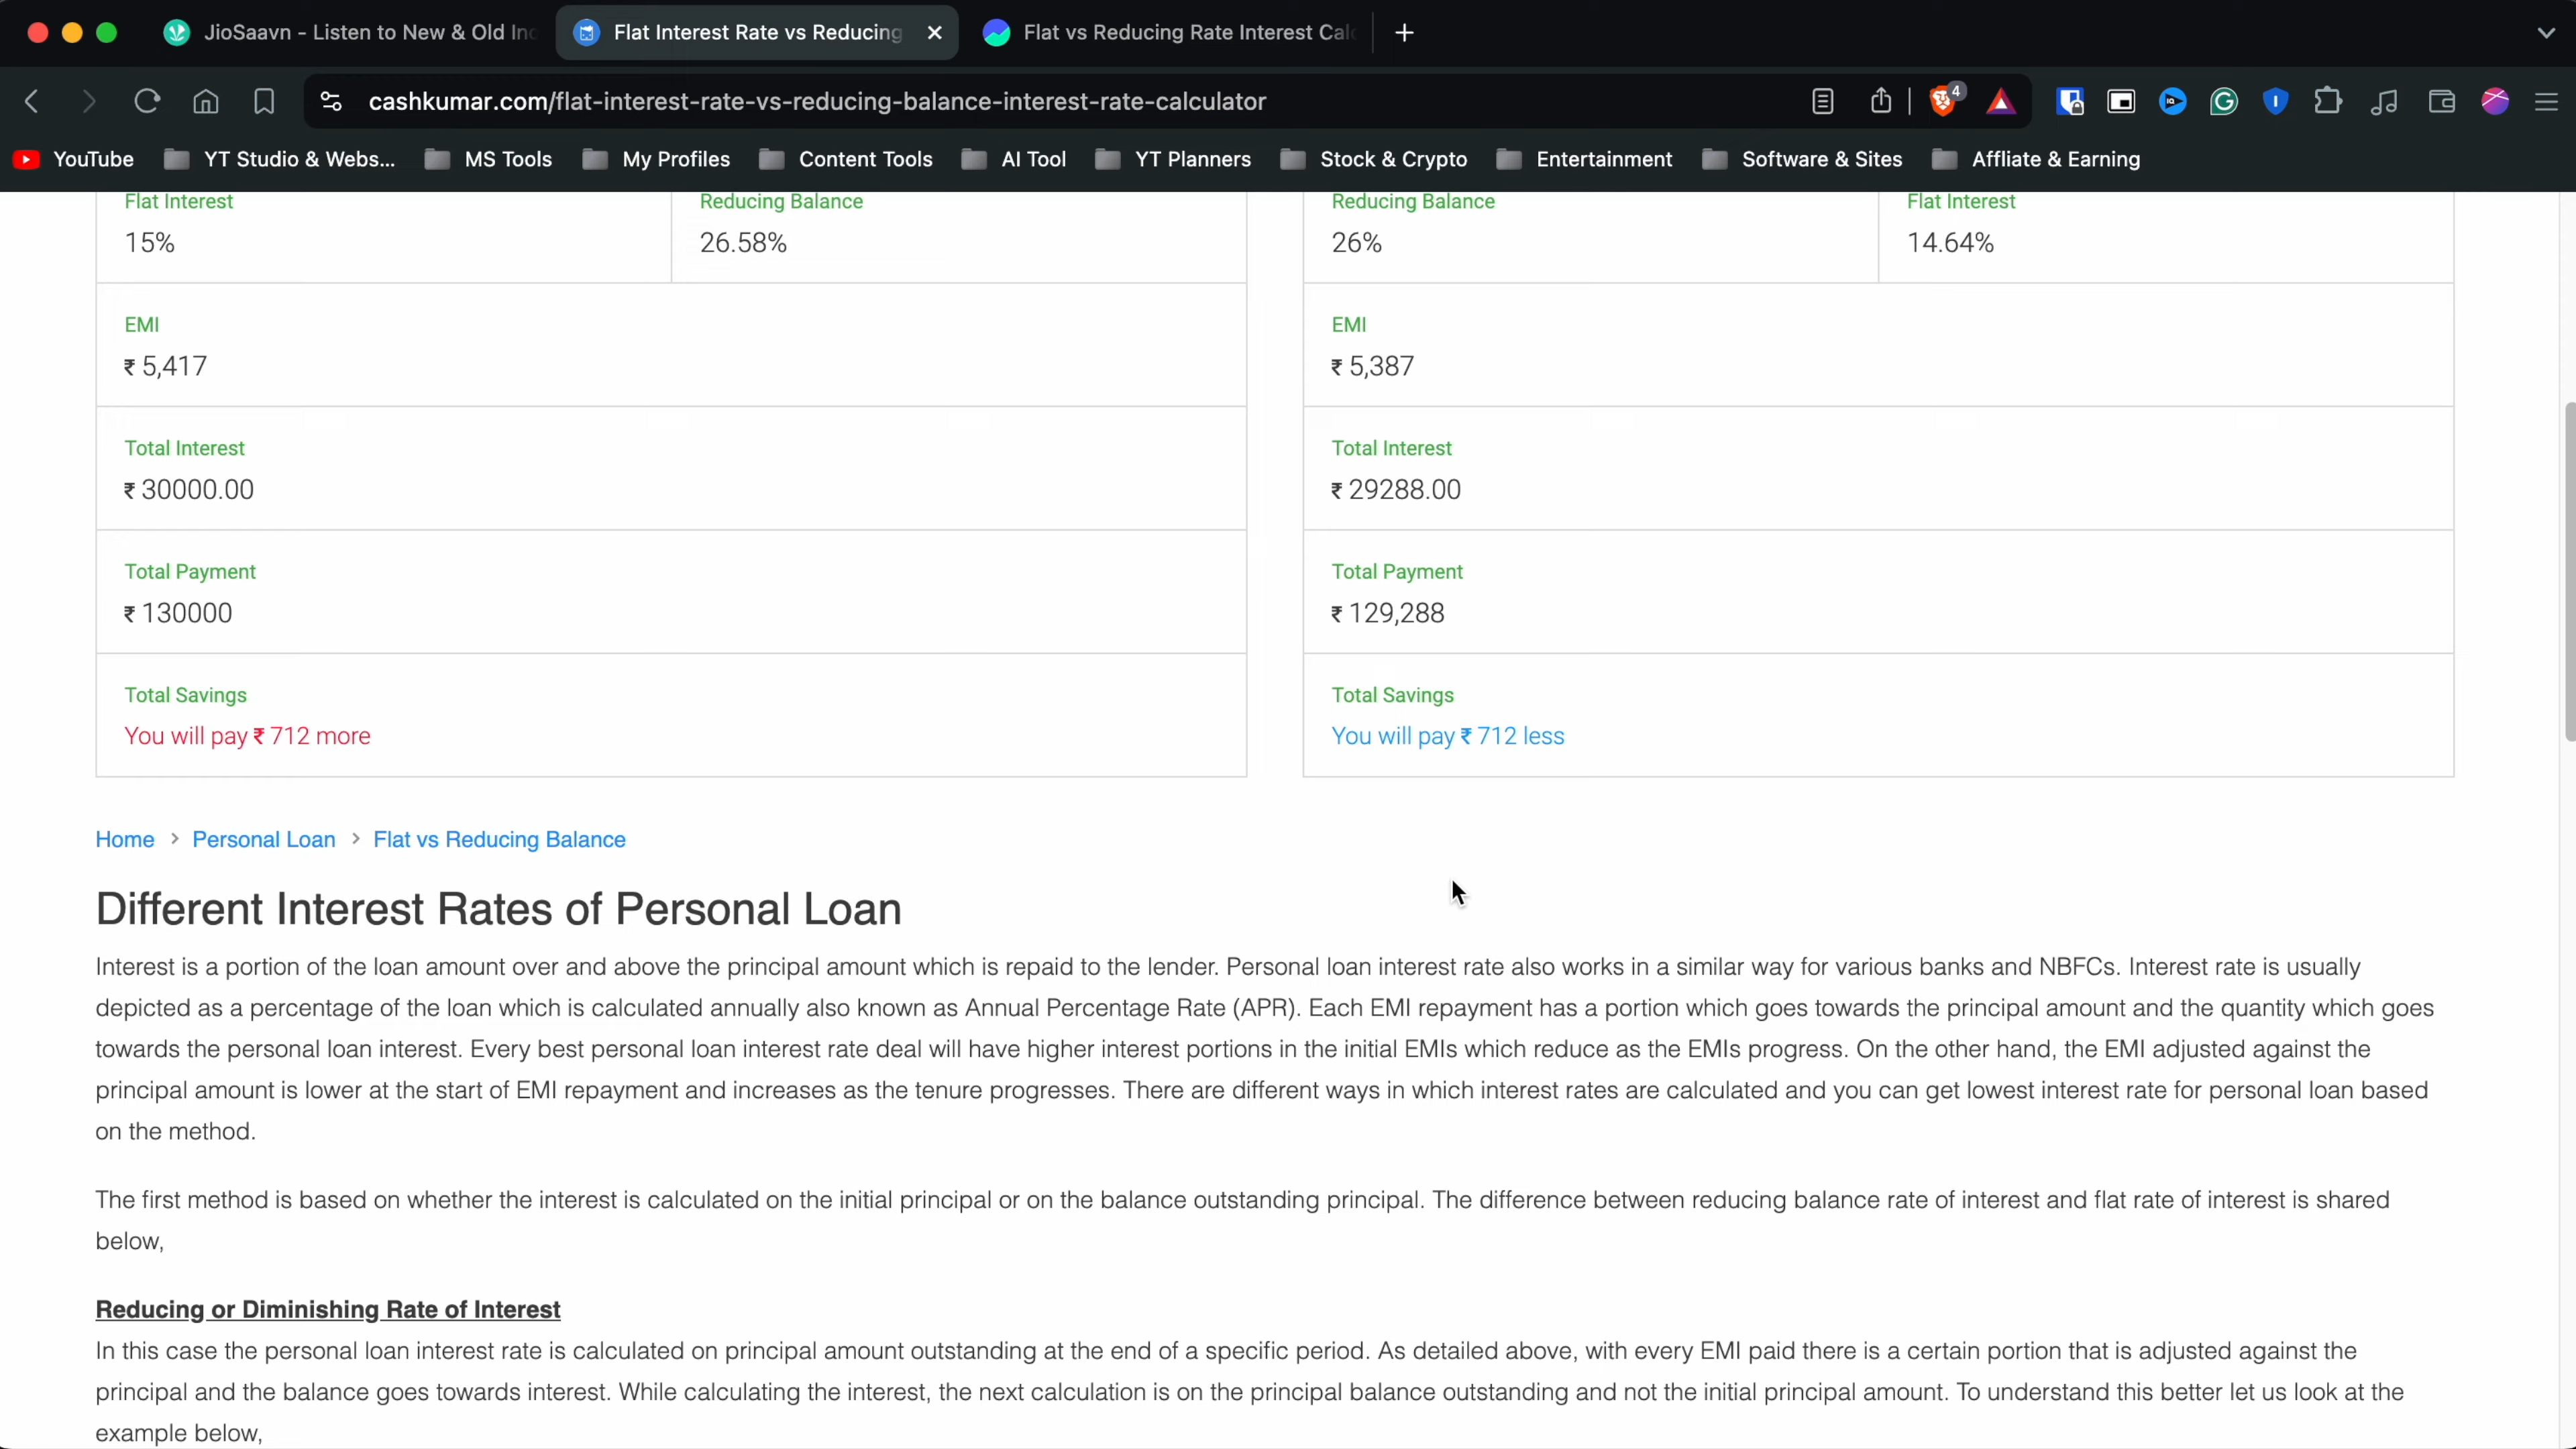 JioSaavn - Listen to New & Old In
Flat Interest Rate vs Reducing
Flat vs Reducing Rate Interest Cal
cashkumar.com/flat-interest-rate-vs-reducing-balance-interest-rate-calculator
4
YouTube
YT Studio & Webs...
MS Tools
My Profiles
Content Tools
AI Tool
YT Planners
Stock & Crypto
Entertainment
Software & Sites
Affliate & Earning
Flat Interest
15%
Reducing Balance
26.58%
EMI
₹ 5,417
Total Interest
₹ 30000.00
Total Payment
₹ 130000
Total Savings
You will pay ₹ 712 more
Reducing Balance
26%
Flat Interest
14.64%
EMI
₹ 5,387
Total Interest
₹ 29288.00
Total Payment
₹ 129,288
Total Savings
You will pay ₹ 712 less
Home > Personal Loan > Flat vs Reducing Balance
Different Interest Rates of Personal Loan
Interest is a portion of the loan amount over and above the principal amount which is repaid to the lender. Personal loan interest rate also works in a similar way for various banks and NBFCs. Interest rate is usually
depicted as a percentage of the loan which is calculated annually also known as Annual Percentage Rate (APR). Each EMI repayment has a portion which goes towards the principal amount and the quantity which goes
towards the personal loan interest. Every best personal loan interest rate deal will have higher interest portions in the initial EMIs which reduce as the EMIs progress. On the other hand, the EMI adjusted against the
principal amount is lower at the start of EMI repayment and increases as the tenure progresses. There are different ways in which interest rates are calculated and you can get lowest interest rate for personal loan based
on the method.
The first method is based on whether the interest is calculated on the initial principal or on the balance outstanding principal. The difference between reducing balance rate of interest and flat rate of interest is shared
below,
Reducing or Diminishing Rate of Interest
In this case the personal loan interest rate is calculated on principal amount outstanding at the end of a specific period. As detailed above, with every EMI paid there is a certain portion that is adjusted against the
principal and the balance goes towards interest. While calculating the interest, the next calculation is on the principal balance outstanding and not the initial principal amount. To understand this better let us look at the
example below,